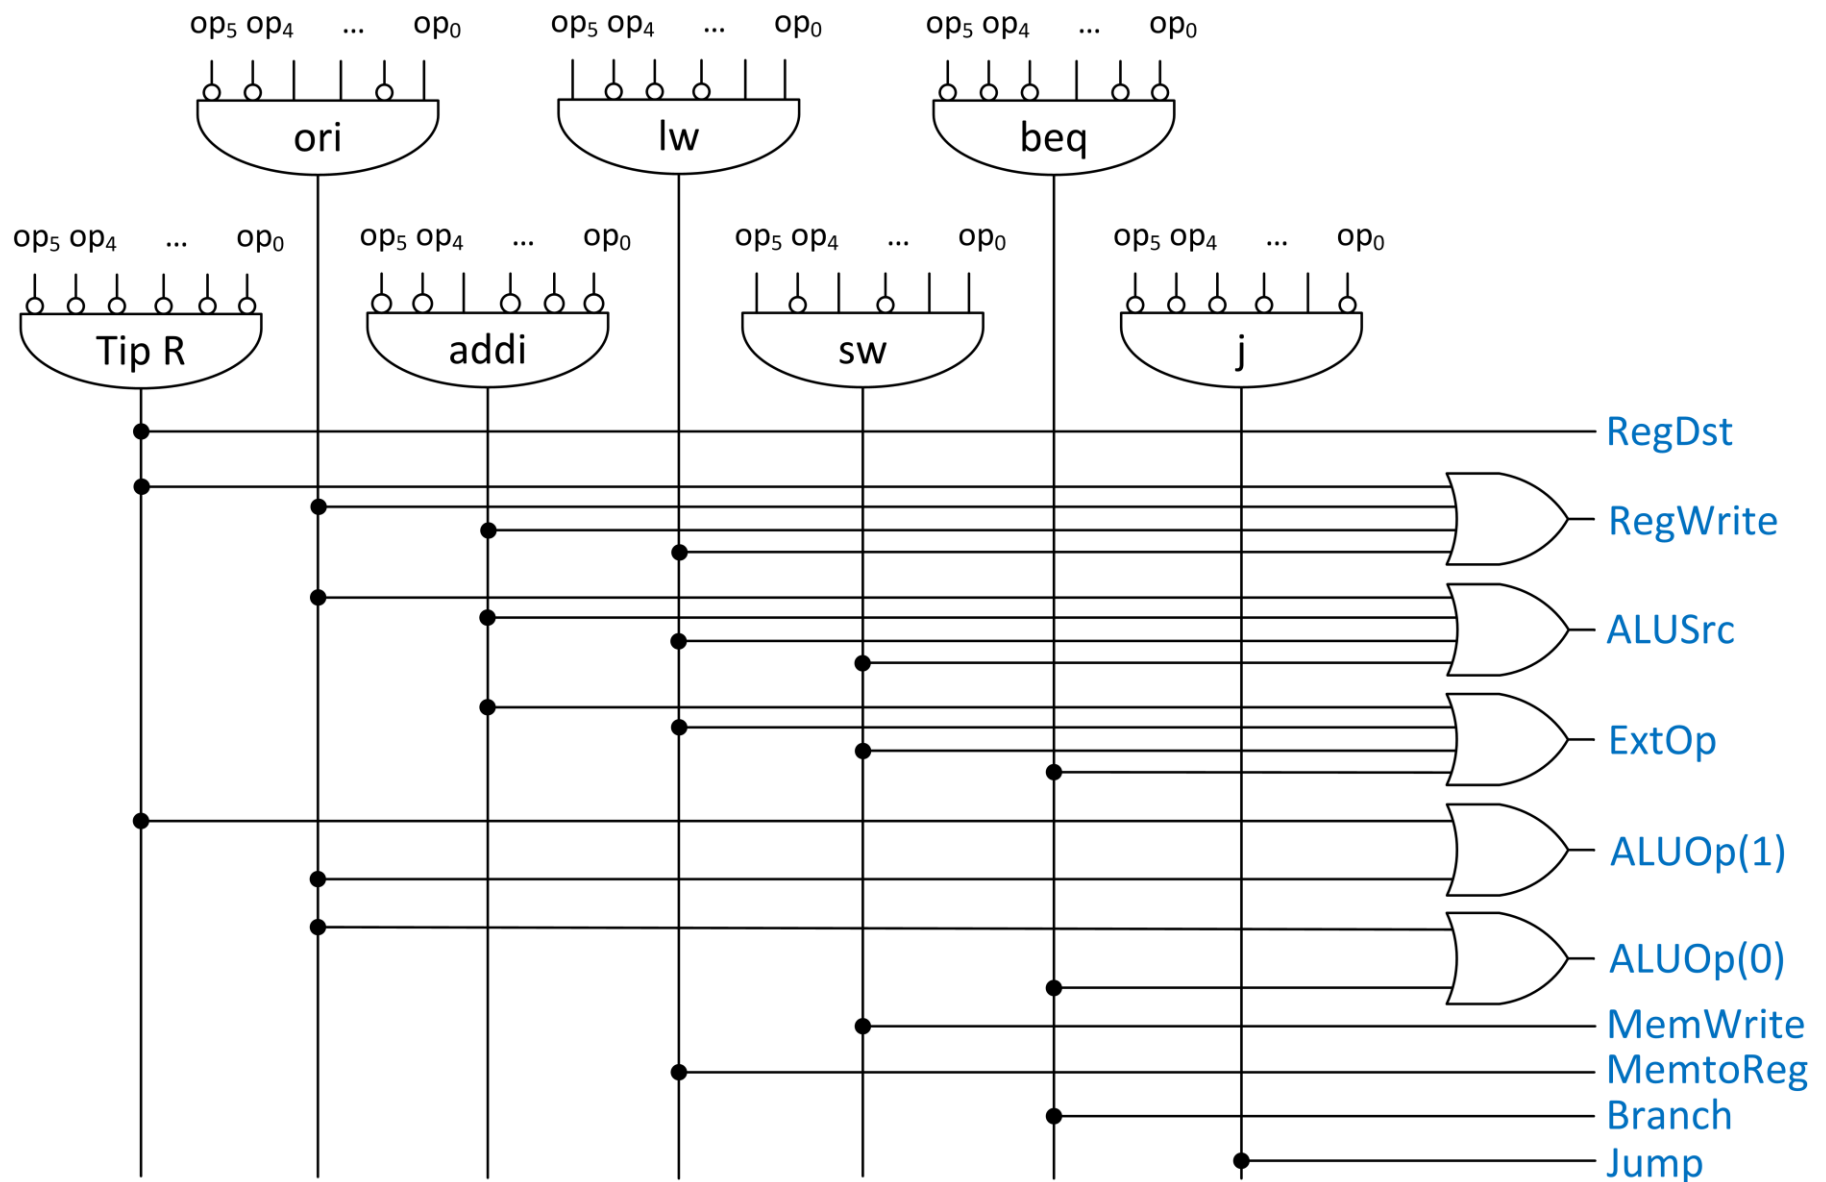 op5 op4 ... op0 op5 op4 ... op0 op5 op4 ... op0
ori lw beq
op5 op4 ... op0 op5 op4 ... op0 op5 op4 ... op0 op5 op4 ... op0
Tip R addi sw j
RegDst
RegWrite
ALUSrc
ExtOp
ALUOp(1)
ALUOp(0)
MemWrite
MemtoReg
Branch
Jump